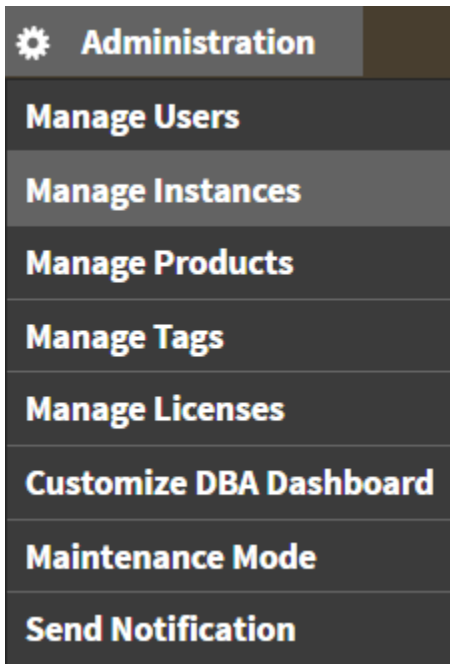 Administration
Manage Users
Manage Instances
Manage Products
Manage Tags
Manage Licenses
Customize DBA Dashboard
Maintenance Mode
Send Notification